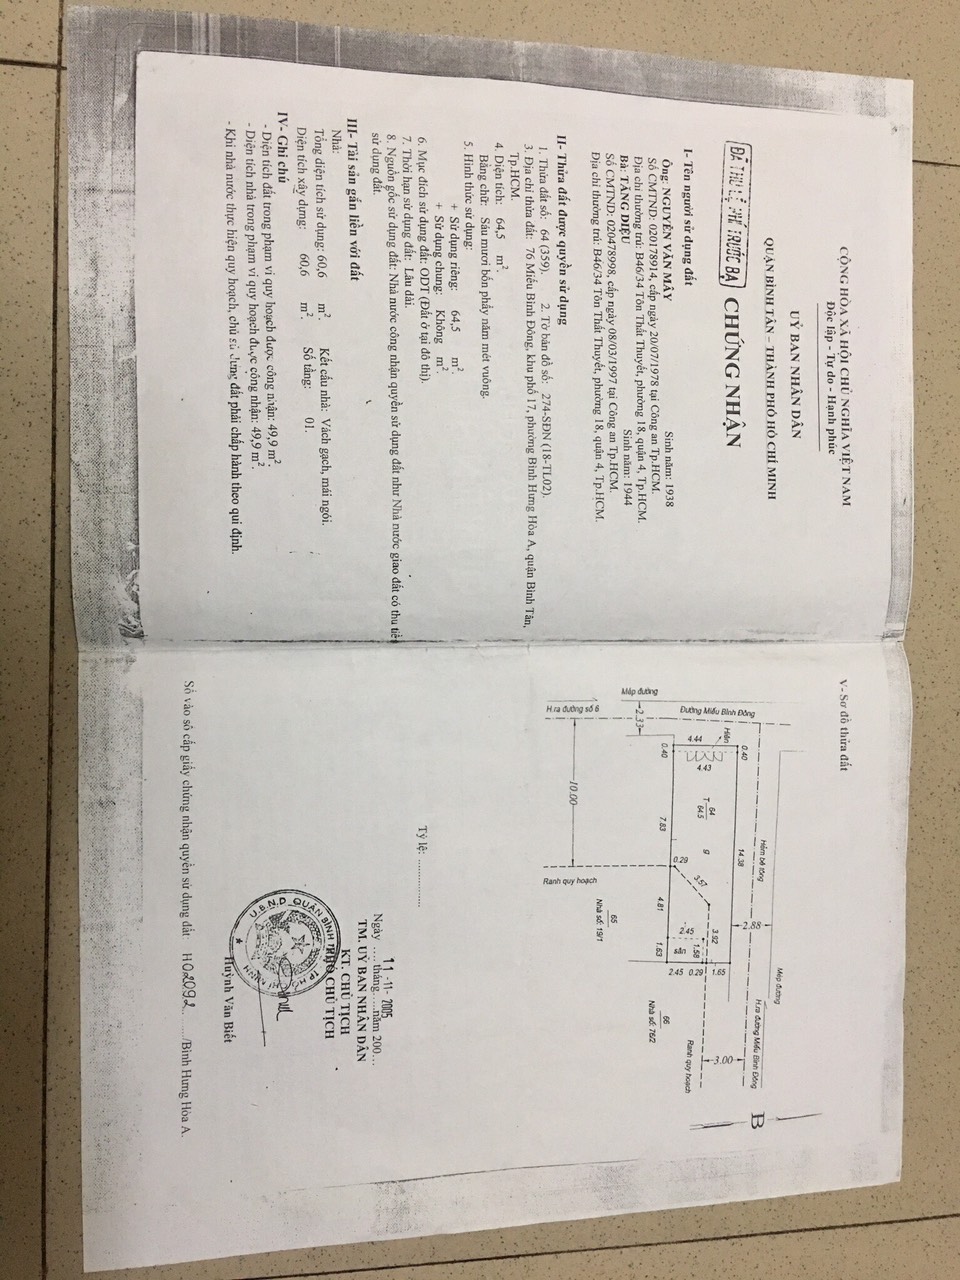 CỘNG HÒA XÃ HỘI CHỦ NGHĨA VIỆT NAM
Độc lập - Tự do - Hạnh phúc
UỶ BAN NHÂN DÂN
QUẬN BÌNH TÂN – THÀNH PHỐ HỒ CHÍ MINH
ĐÃ THU LỆ PHÍ TRƯỚC BẠ
CHỨNG NHẬN
I- Tên người sử dụng đất
Ông: NGUYỄN VĂN MÂY Sinh năm: 1938
Số CMTND: 020178914, cấp ngày 20/07/1978 tại Công an Tp.HCM.
Địa chỉ thường trú: B46/34 Tôn Thất Thuyết, phường 18, quận 4, Tp.HCM.
Bà: TĂNG DIỆU Sinh năm: 1944
Số CMTND: 020478998, cấp ngày 08/03/1997 tại Công an Tp.HCM.
Địa chỉ thường trú: B46/34 Tôn Thất Thuyết, phường 18, quận 4, Tp.HCM.
II- Thửa đất được quyền sử dụng
1. Thửa đất số: 64 (359). 2. Tờ bản đồ số: 274-SĐN (18-TL02).
3. Địa chỉ thửa đất: 76 Miếu Bình Đông, khu phố 17, phường Bình Hưng Hòa A, quận Bình Tân,
Tp.HCM.
4. Diện tích: 64,5 m².
Bằng chữ: Sáu mươi bốn phẩy năm mét vuông.
5. Hình thức sử dụng:
+ Sử dụng riêng: 64,5 m².
+ Sử dụng chung: Không m².
6. Mục đích sử dụng đất: ODT (Đất ở tại đô thị).
7. Thời hạn sử dụng đất: Lâu dài.
8. Nguồn gốc sử dụng đất: Nhà nước công nhận quyền sử dụng đất như Nhà nước giao đất có thu tiền
sử dụng đất.
III- Tài sản gắn liền với đất
Nhà:
Tổng diện tích sử dụng: 60,6 m². Kết cấu nhà: Vách gạch, mái ngói.
Diện tích xây dựng: 60,6 m² Số tầng: 01.
IV- Ghi chú
- Diện tích đất trong phạm vi quy hoạch được công nhận: 49,9 m².
- Diện tích nhà trong phạm vi quy hoạch được công nhận: 49,9 m².
- Khi nhà nước thực hiện quy hoạch, chủ sử dụng đất phải chấp hành theo qui định.
V- Sơ đồ thửa đất
B
Mép đường
H.ra đường Miếu Bình Đông
Hẻm bê tông
2.88
3.00
Đường Miếu Bình Đông
Mép đường
H.ra đường số 6
2.33
Hiên
0.40
14.38
4.44
4.43
0.40
7.83
T 64
64.5
g
0.29
3.57
3.92
4.81
2.45
1.58
sân
1.63
1.65
0.29
2.45
10.00
Ranh quy hoạch
65
Nhà số: 19/1
66
Nhà số: 76/2
Ranh quy hoạch
Tỷ lệ: ..................
Ngày .... tháng.....năm 200...
11 -11- 2005
TM. UỶ BAN NHÂN DÂN
KT. CHỦ TỊCH
PHÓ CHỦ TỊCH
U.B.N.D QUẬN BÌNH TÂN
TP.HỒ CHÍ MINH
Huỳnh Văn Biết
Số vào sổ cấp giấy chứng nhận quyền sử dụng đất HO2092......../Bình Hưng Hòa A.